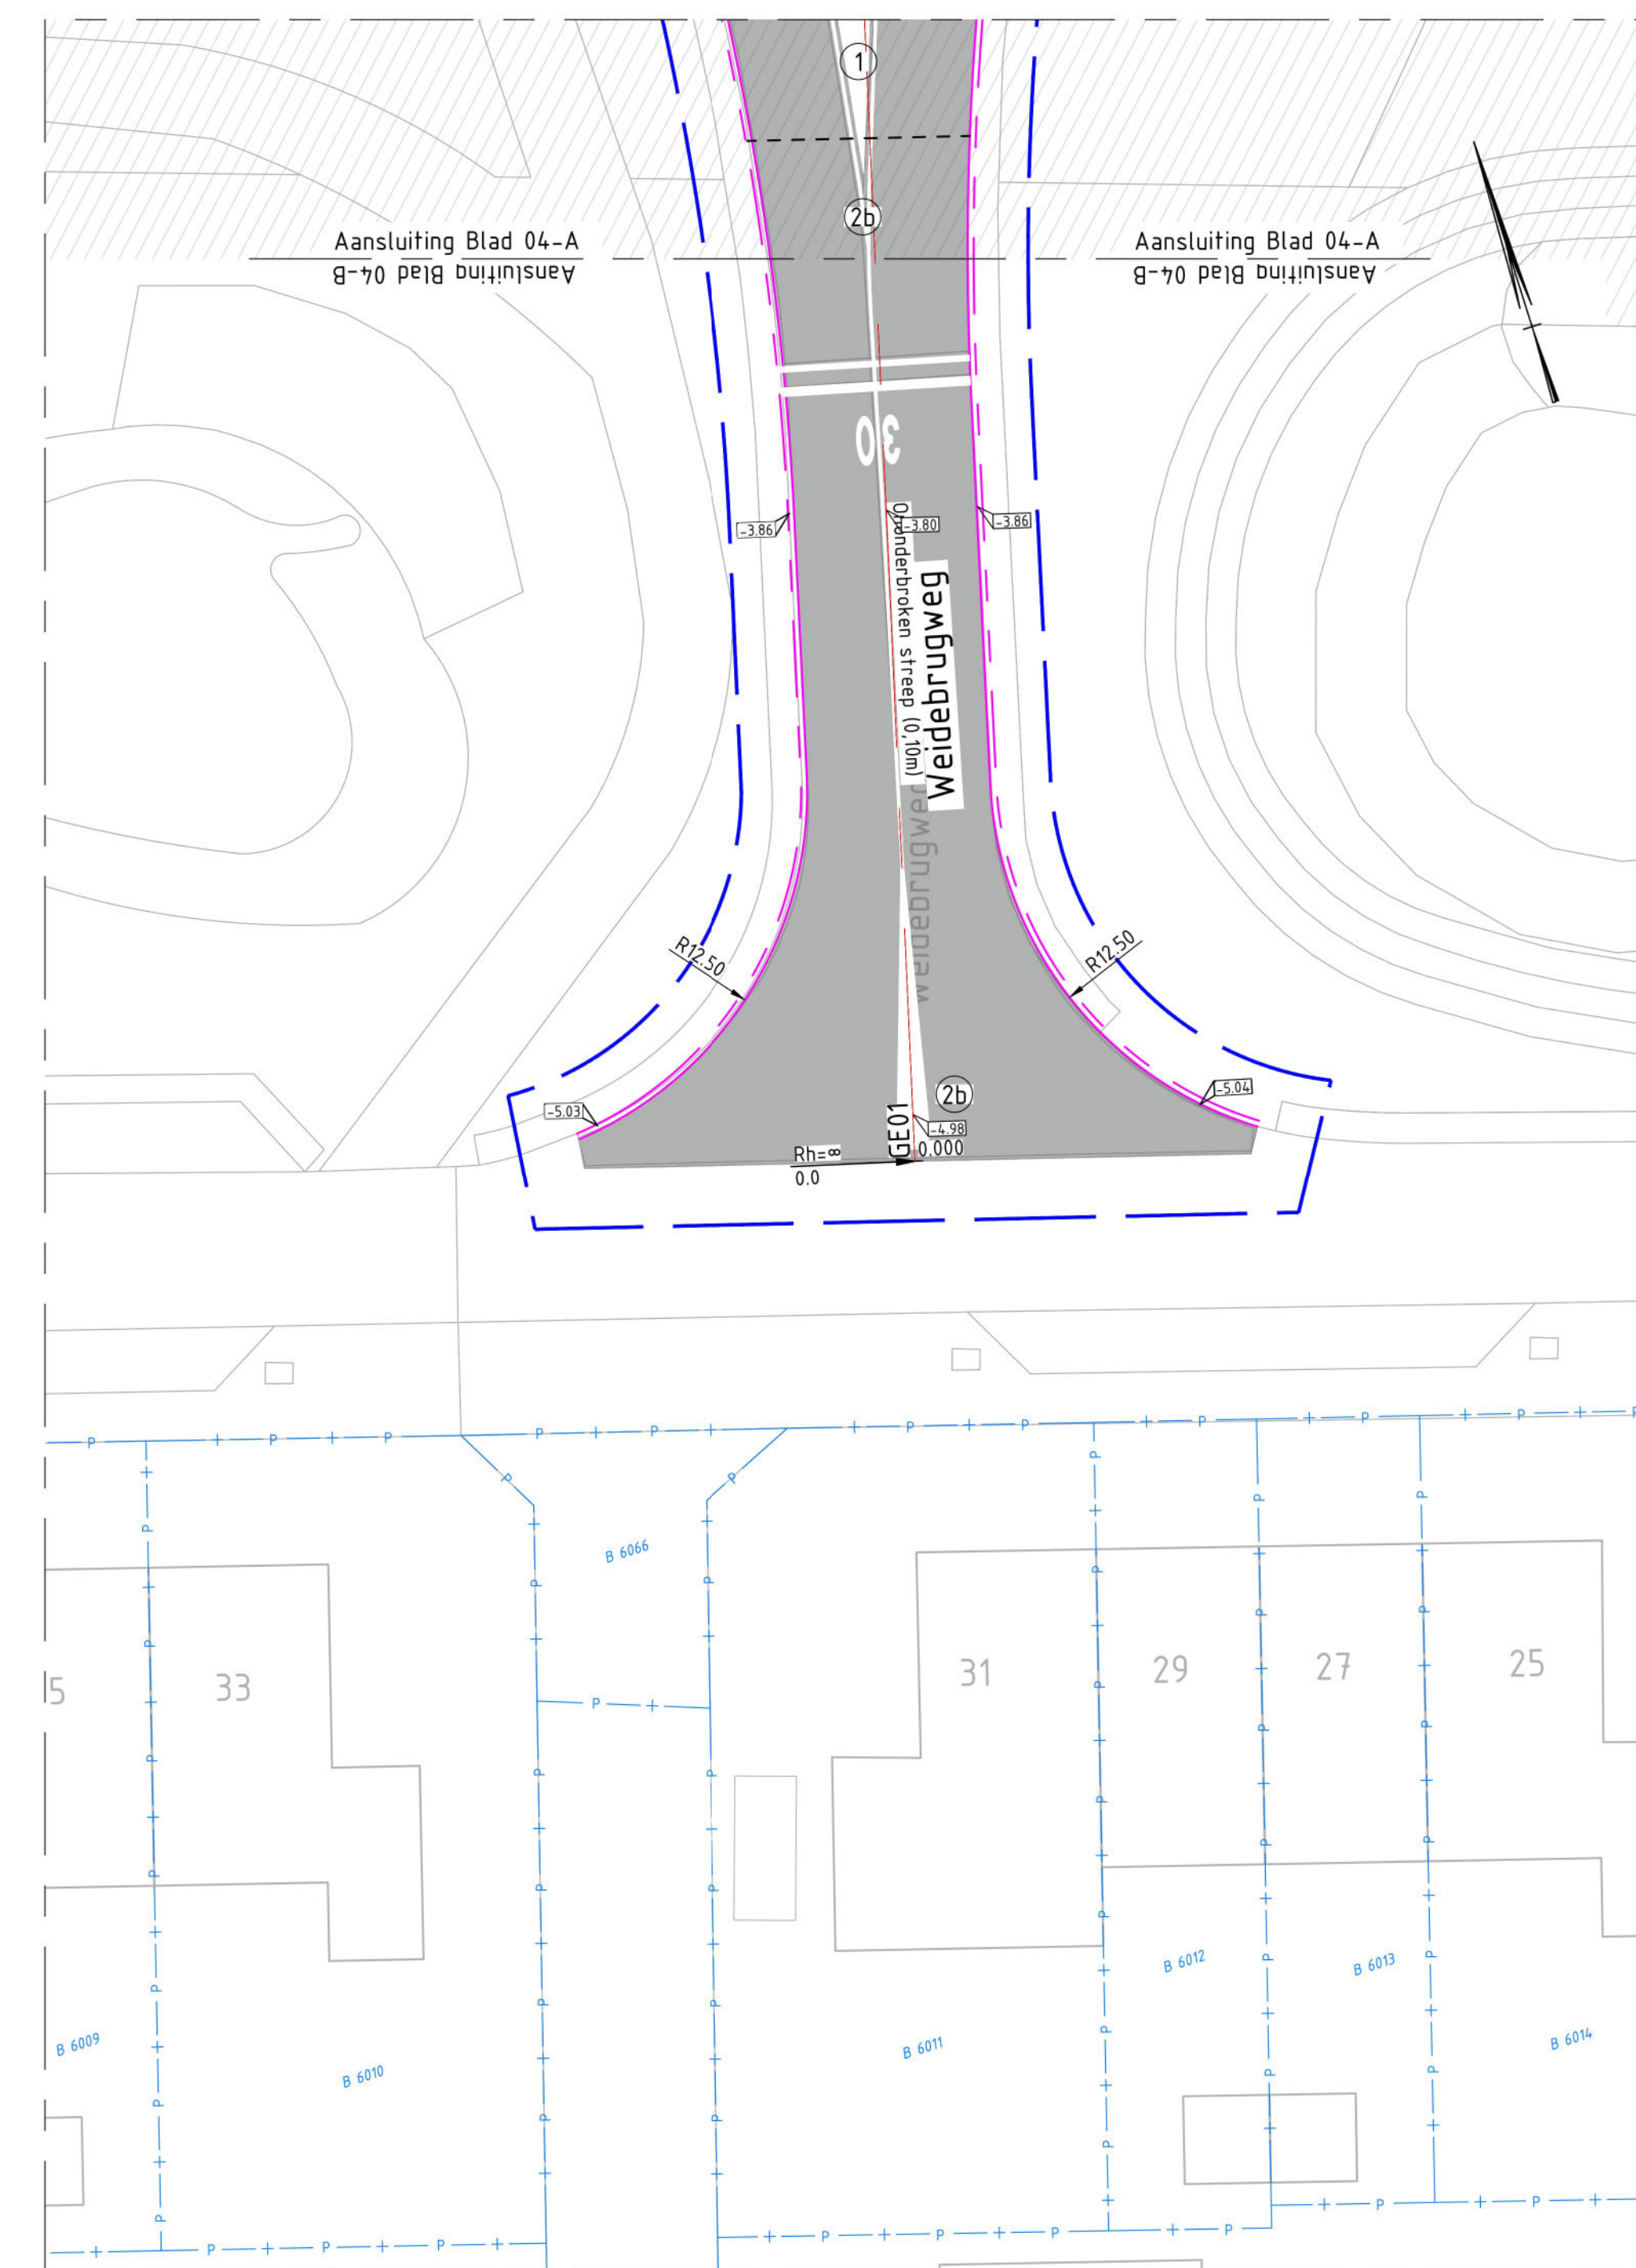 1
2b
Aansluiting Blad 04-A
Aansluiting Blad 04-A
Aansluiting Blad 04-B
Aansluiting Blad 04-B
30
-3.86
-3.80
-3.86
Ononderbroken streep (0,10m)
Weidebrugweg
Weidebrugweg
R12.50
R12.50
2b
-5.03
-5.04
GE01
-4.98
0.000
Rh=∞
0.0
B 6066
5
33
31
29
27
25
B 6009
B 6010
B 6011
B 6012
B 6013
B 6014